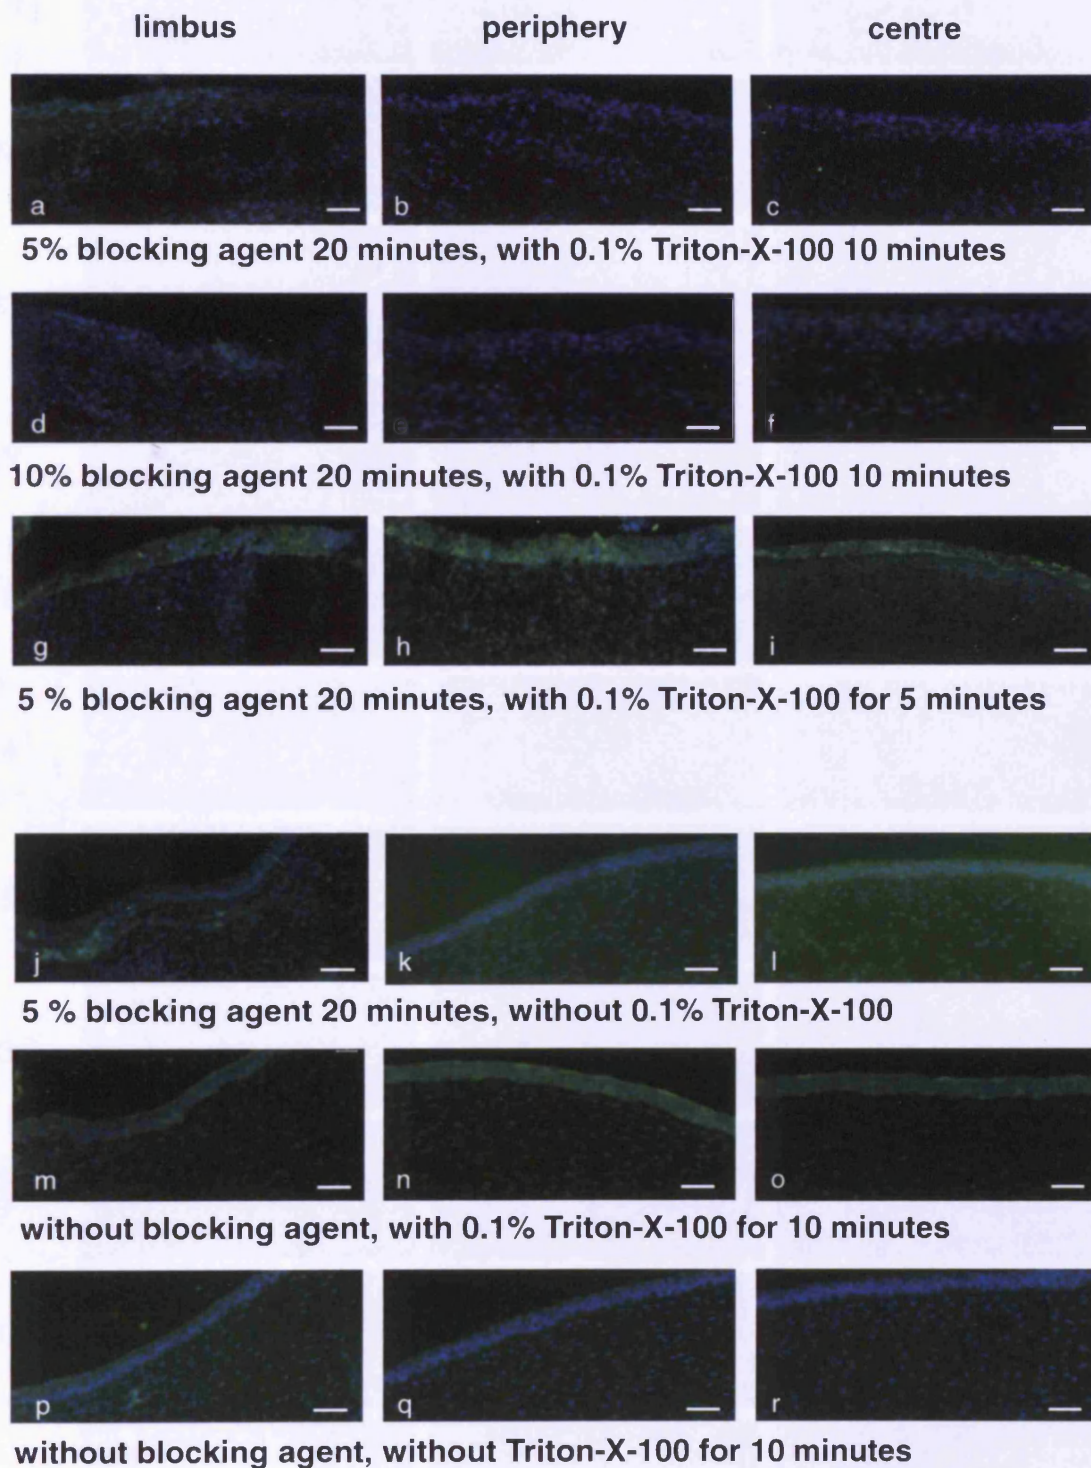 limbus periphery centre
a b c
5% blocking agent 20 minutes, with 0.1% Triton-X-100 10 minutes
d e f
10% blocking agent 20 minutes, with 0.1% Triton-X-100 10 minutes
g h i
5 % blocking agent 20 minutes, with 0.1% Triton-X-100 for 5 minutes
j k l
5 % blocking agent 20 minutes, without 0.1% Triton-X-100
m n o
without blocking agent, with 0.1% Triton-X-100 for 10 minutes
p q r
without blocking agent, without Triton-X-100 for 10 minutes